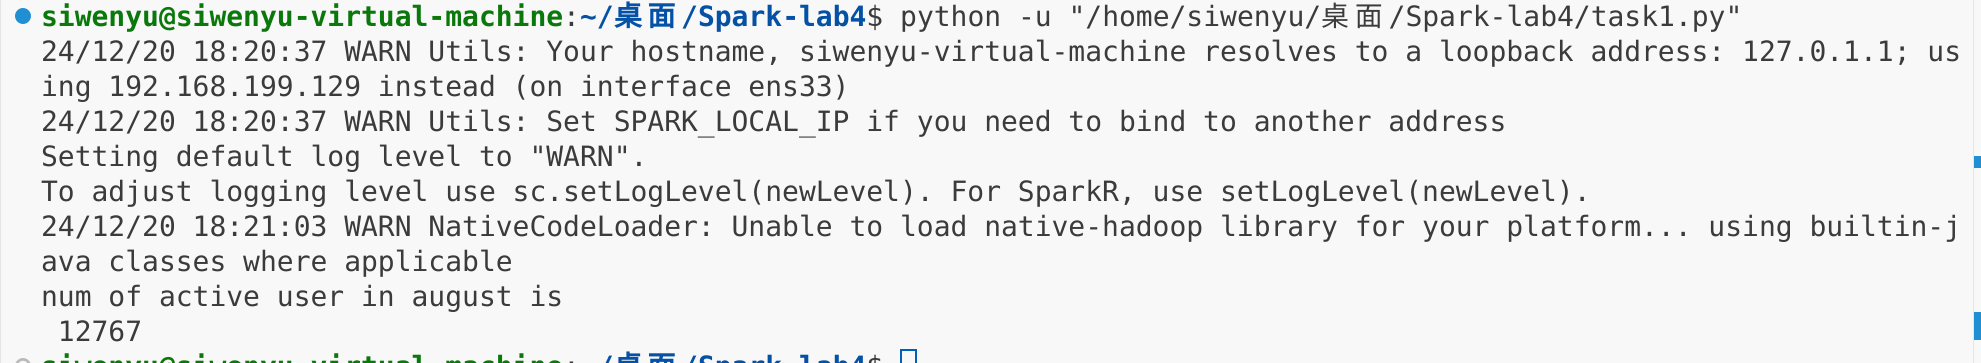 siwenyu@siwenyu-virtual-machine:~/桌面/Spark-lab4$ python -u "/home/siwenyu/桌面/Spark-lab4/task1.py"
24/12/20 18:20:37 WARN Utils: Your hostname, siwenyu-virtual-machine resolves to a loopback address: 127.0.1.1; us
ing 192.168.199.129 instead (on interface ens33)
24/12/20 18:20:37 WARN Utils: Set SPARK_LOCAL_IP if you need to bind to another address
Setting default log level to "WARN".
To adjust logging level use sc.setLogLevel(newLevel). For SparkR, use setLogLevel(newLevel).
24/12/20 18:21:03 WARN NativeCodeLoader: Unable to load native-hadoop library for your platform... using builtin-j
ava classes where applicable
num of active user in august is
 12767
siwenyu@siwenyu-virtual-machine:~/桌面/Spark-lab4$